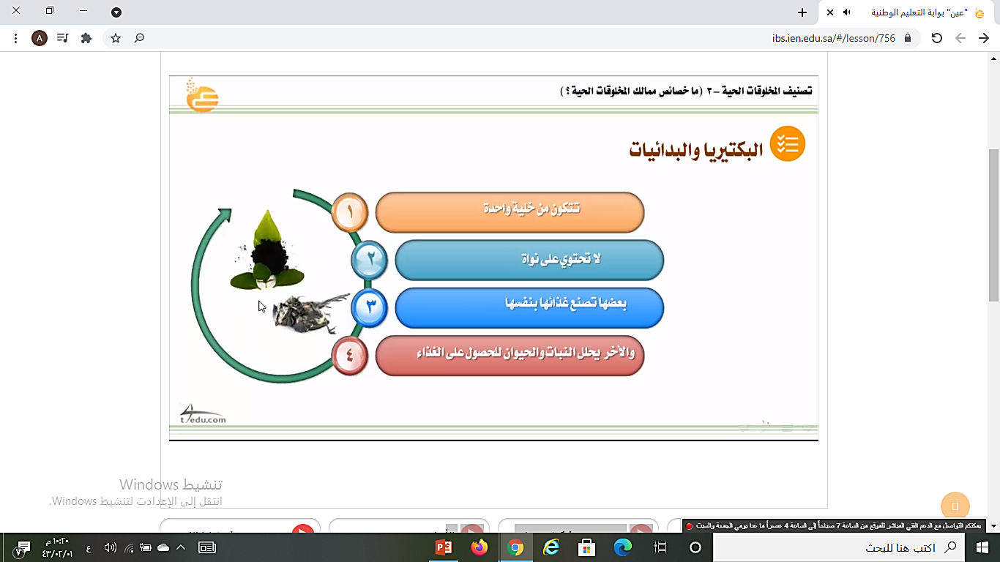 "عين" بوابة التعليم الوطنية
ibs.ien.edu.sa/#/lesson/756
A
تصنيف المخلوقات الحية -٢ (ما خصائص ممالك المخلوقات الحية ؟)
البكتيريا والبدائيات
١ تتكون من خلية واحدة
٢ لا تحتوي على نواة
٣ بعضها تصنع غذائها بنفسها
٤ والأخر يحلل النبات والحيوان للحصول على الغذاء
t4edu.com
١٠
تنشيط Windows
انتقل إلى الإعدادت لتنشيط Windows.
يمكنكم التواصل مع الدعم الفني المباشر للموقع من الساعة 7 صباحاً إلى الساعة 4 عصراً ما عدا يومي الجمعة والسبت
اكتب هنا للبحث
ع
١٠:٢٠ م
٤٣/٠٢/٠١